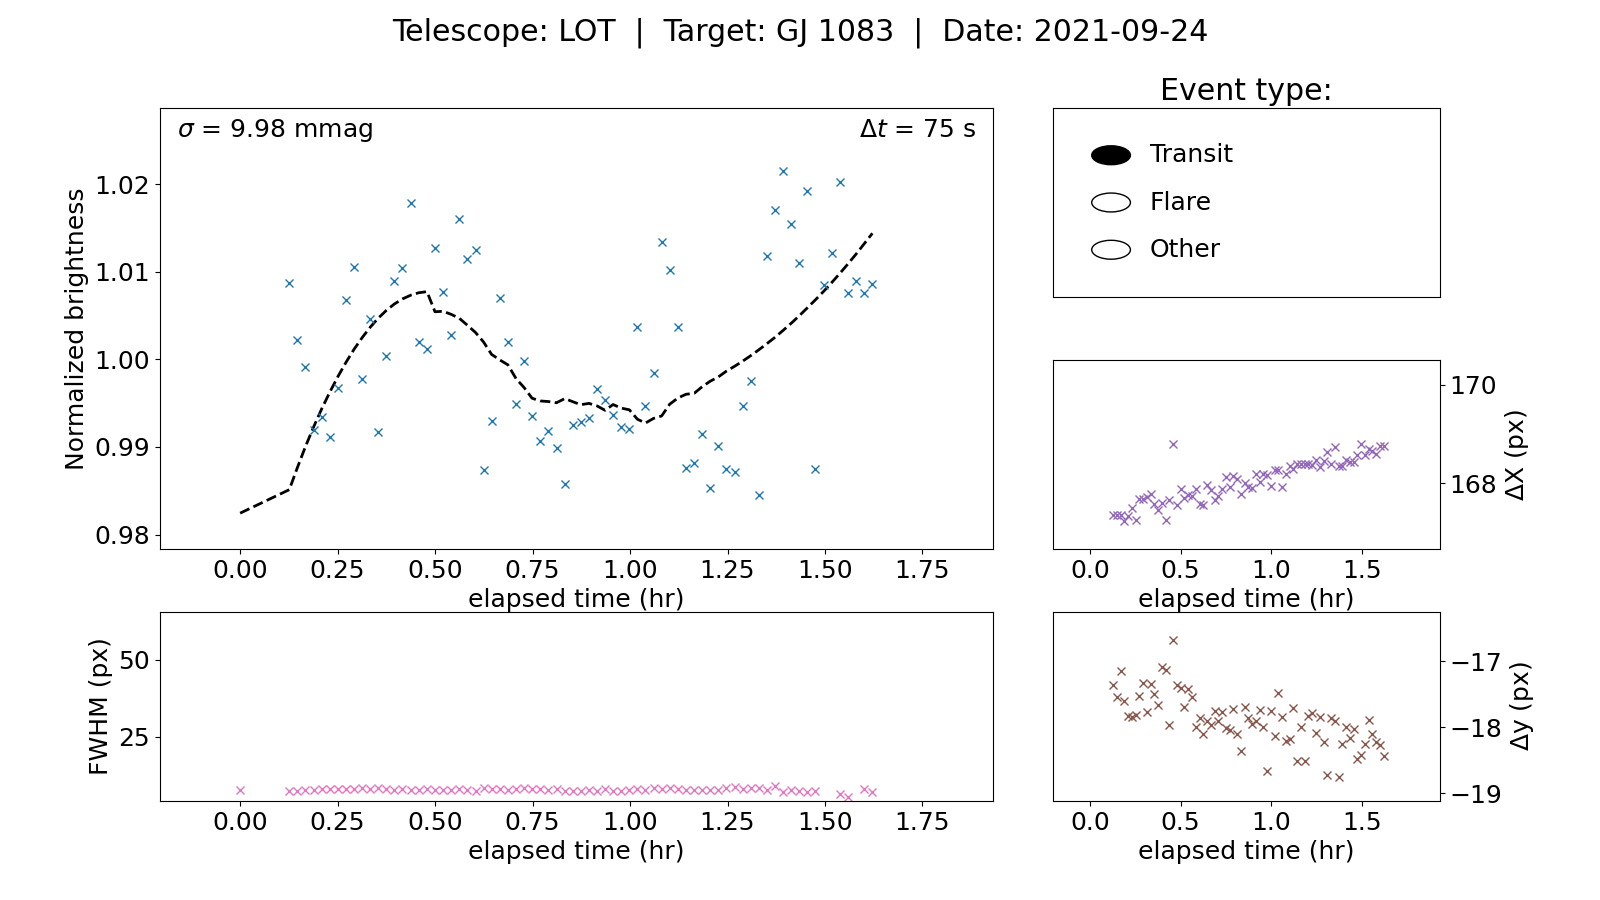 Telescope: LOT | Target: GJ 1083 | Date: 2021-09-24
Event type:
σ = 9.98 mmag
Δt = 75 s
Transit
Flare
Other
Normalized brightness
1.02
1.01
1.00
0.99
0.98
0.00 0.25 0.50 0.75 1.00 1.25 1.50 1.75
elapsed time (hr)
170
168
ΔX (px)
0.0 0.5 1.0 1.5
elapsed time (hr)
FWHM (px)
50
25
0.00 0.25 0.50 0.75 1.00 1.25 1.50 1.75
elapsed time (hr)
−17
−18
−19
Δy (px)
0.0 0.5 1.0 1.5
elapsed time (hr)